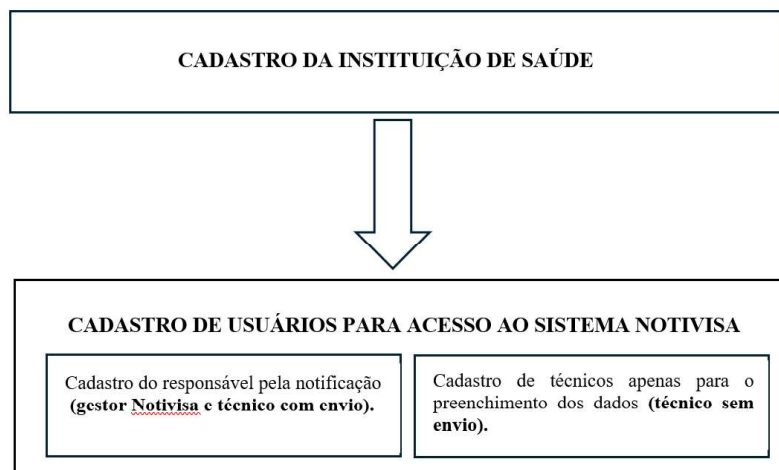 CADASTRO DA INSTITUIÇÃO DE SAÚDE
CADASTRO DE USUÁRIOS PARA ACESSO AO SISTEMA NOTIVISA
Cadastro do responsável pela notificação
(gestor Notivisa e técnico com envio).
Cadastro de técnicos apenas para o
preenchimento dos dados (técnico sem
envio).